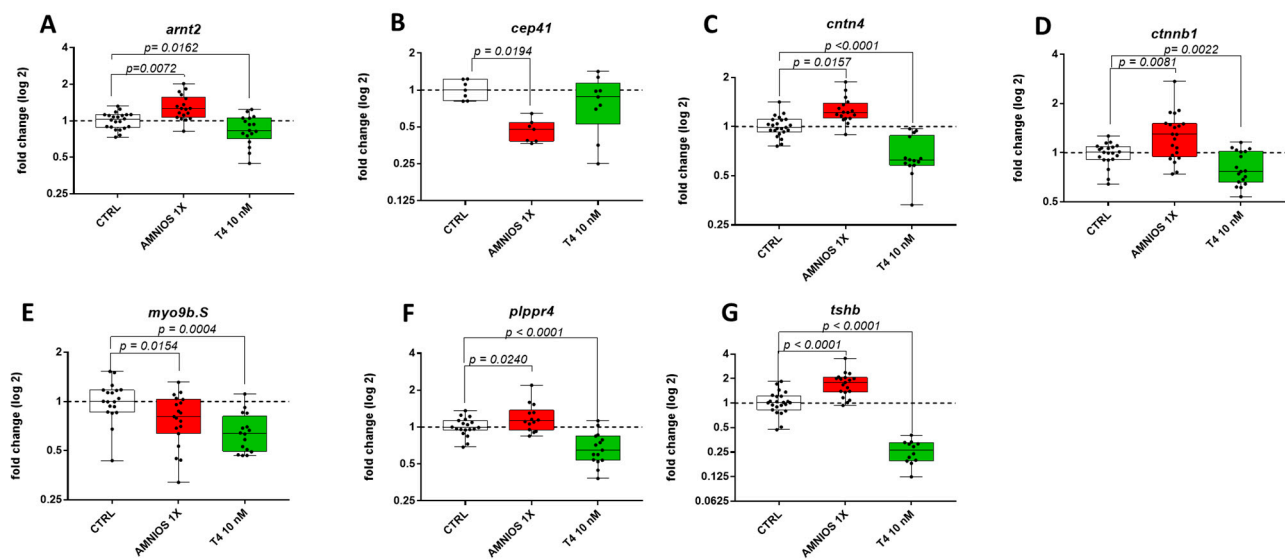 A
arnt2
fold change (log 2)
4
2
1
0.5
0.25
p= 0.0162
p=0.0072
CTRL
AMNIOS 1X
T4 10 nM
B
cep41
fold change (log 2)
2
1
0.5
0.25
0.125
p = 0.0194
CTRL
AMNIOS 1X
T4 10 nM
C
cntn4
fold change (log 2)
4
2
1
0.5
0.25
p <0.0001
p = 0.0157
CTRL
AMNIOS 1X
T4 10 nM
D
ctnnb1
fold change (log 2)
4
2
1
0.5
p= 0.0022
p = 0.0081
CTRL
AMNIOS 1X
T4 10 nM
E
myo9b.S
fold change (log 2)
2
1
0.5
0.25
p = 0.0004
p = 0.0154
CTRL
AMNIOS 1X
T4 10 nM
F
plppr4
fold change (log 2)
4
2
1
0.5
0.25
p < 0.0001
p = 0.0240
CTRL
AMNIOS 1X
T4 10 nM
G
tshb
fold change (log 2)
4
2
1
0.5
0.25
0.125
0.0625
p < 0.0001
p < 0.0001
CTRL
AMNIOS 1X
T4 10 nM